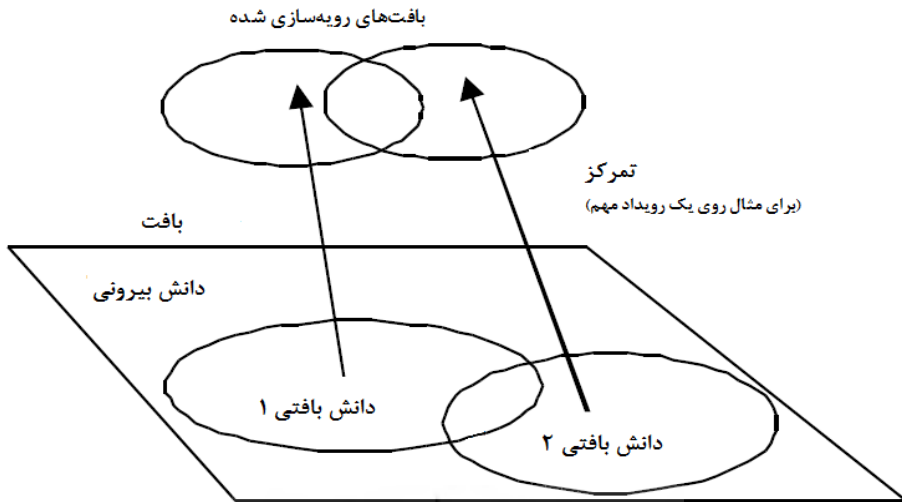 بافت‌های رویه‌سازی شده
تمرکز
(برای مثال روی یک رویداد مهم)
بافت
دانش بیرونی
دانش بافتی ۱
دانش بافتی ۲